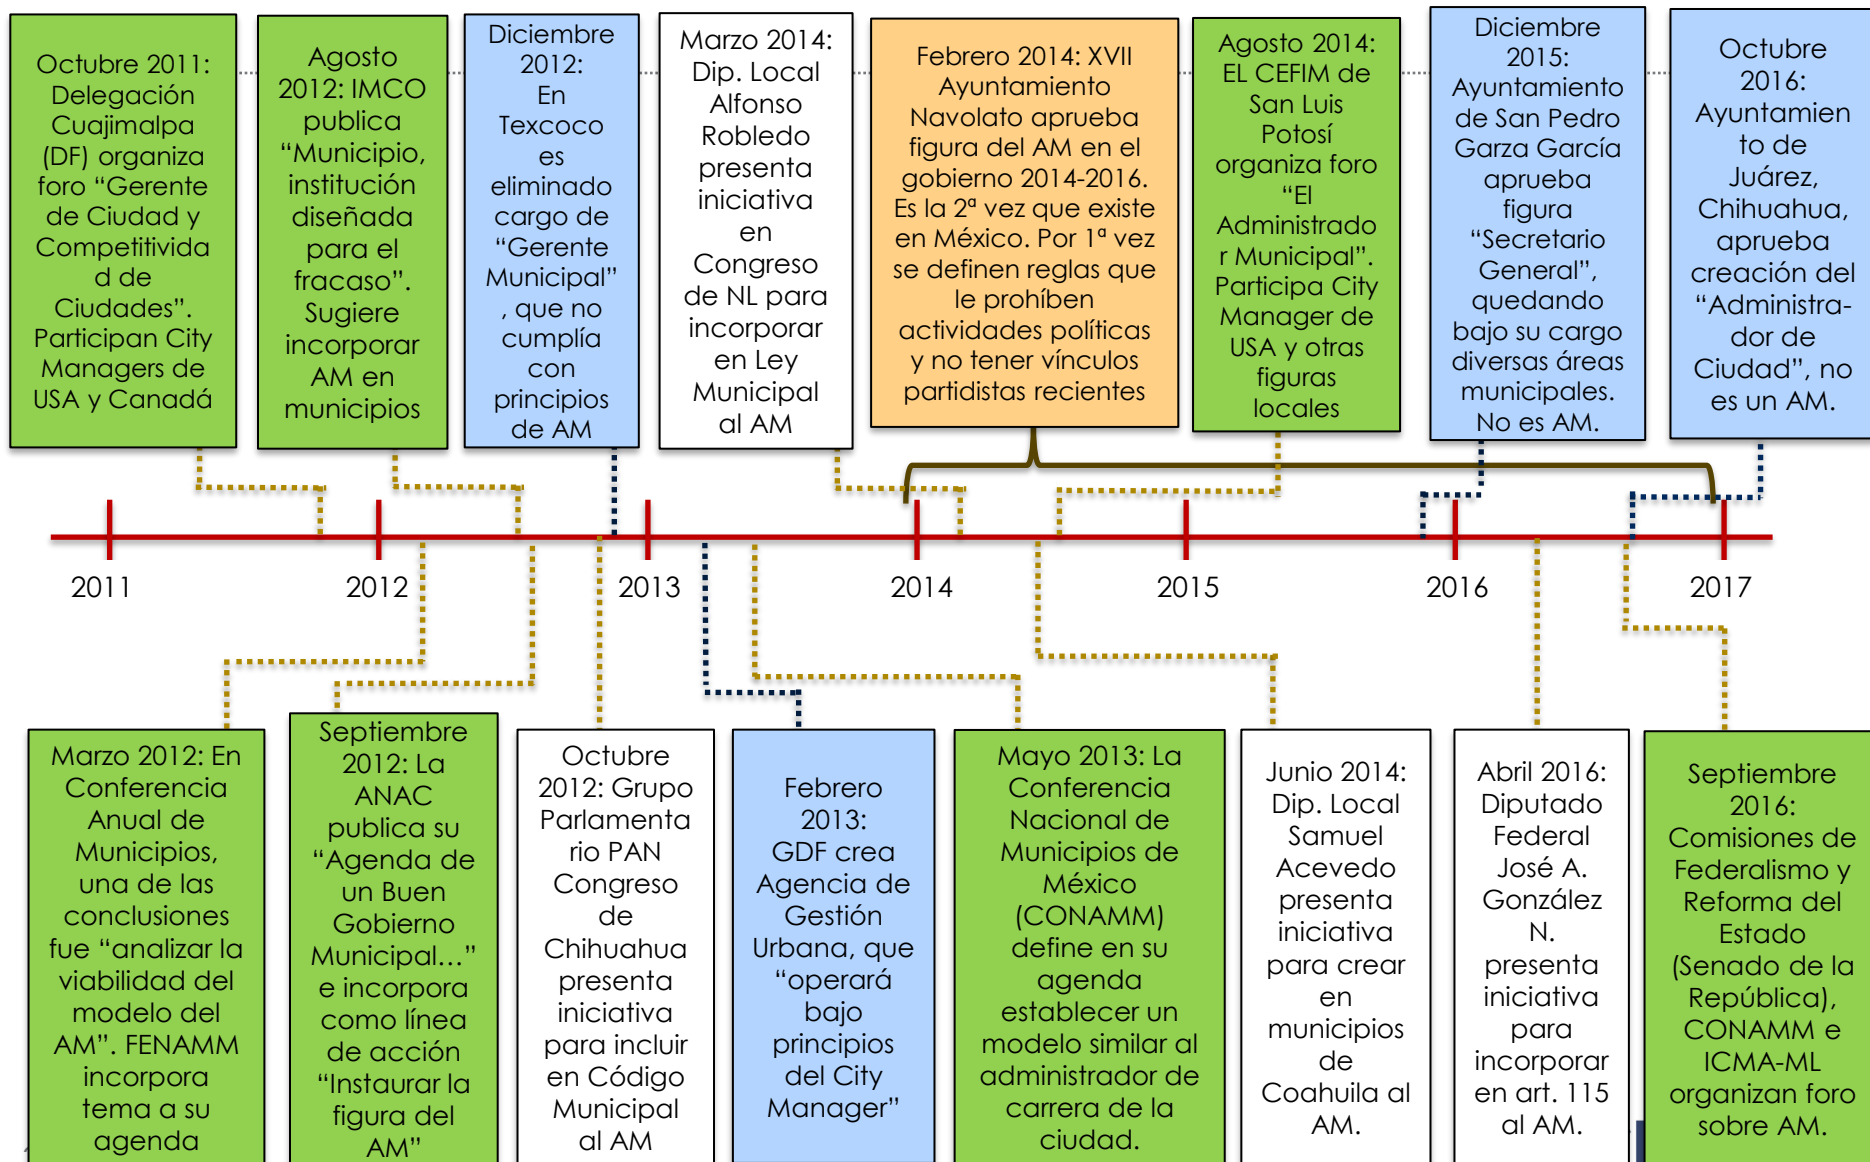 Octubre 2011:
Delegación
Cuajimalpa
(DF) organiza
foro “Gerente
de Ciudad y
Competitivida
d de
Ciudades”.
Participan City
Managers de
USA y Canadá
Agosto
2012: IMCO
publica
“Municipio,
institución
diseñada
para el
fracaso”.
Sugiere
incorporar
AM en
municipios
Diciembre
2012:
En
Texcoco
es
eliminado
cargo de
“Gerente
Municipal”
, que no
cumplía
con
principios
de AM
Marzo 2014:
Dip. Local
Alfonso
Robledo
presenta
iniciativa
en
Congreso
de NL para
incorporar
en Ley
Municipal
al AM
Febrero 2014: XVII
Ayuntamiento
Navolato aprueba
figura del AM en el
gobierno 2014-2016.
Es la 2ª vez que existe
en México. Por 1ª vez
se definen reglas que
le prohíben
actividades políticas
y no tener vínculos
partidistas recientes
Agosto 2014:
EL CEFIM de
San Luis
Potosí
organiza foro
“El
Administrado
r Municipal”.
Participa City
Manager de
USA y otras
figuras
locales
Diciembre
2015:
Ayuntamiento
de San Pedro
Garza García
aprueba
figura
“Secretario
General”,
quedando
bajo su cargo
diversas áreas
municipales.
No es AM.
Octubre
2016:
Ayuntamien
to de
Juárez,
Chihuahua,
aprueba
creación del
“Administra-
dor de
Ciudad”, no
es un AM.
2011
2012
2013
2014
2015
2016
2017
Marzo 2012: En
Conferencia
Anual de
Municipios,
una de las
conclusiones
fue “analizar la
viabilidad del
modelo del
AM”. FENAMM
incorpora
tema a su
agenda
Septiembre
2012: La
ANAC
publica su
“Agenda de
un Buen
Gobierno
Municipal…”
e incorpora
como línea
de acción
“Instaurar la
figura del
AM”
Octubre
2012: Grupo
Parlamenta
rio PAN
Congreso
de
Chihuahua
presenta
iniciativa
para incluir
en Código
Municipal
al AM
Febrero
2013:
GDF crea
Agencia de
Gestión
Urbana, que
“operará
bajo
principios
del City
Manager”
Mayo 2013: La
Conferencia
Nacional de
Municipios de
México
(CONAMM)
define en su
agenda
establecer un
modelo similar al
administrador de
carrera de la
ciudad.
Junio 2014:
Dip. Local
Samuel
Acevedo
presenta
iniciativa
para crear
en
municipios
de
Coahuila al
AM.
Abril 2016:
Diputado
Federal
José A.
González
N.
presenta
iniciativa
para
incorporar
en art. 115
al AM.
Septiembre
2016:
Comisiones de
Federalismo y
Reforma del
Estado
(Senado de la
República),
CONAMM e
ICMA-ML
organizan foro
sobre AM.